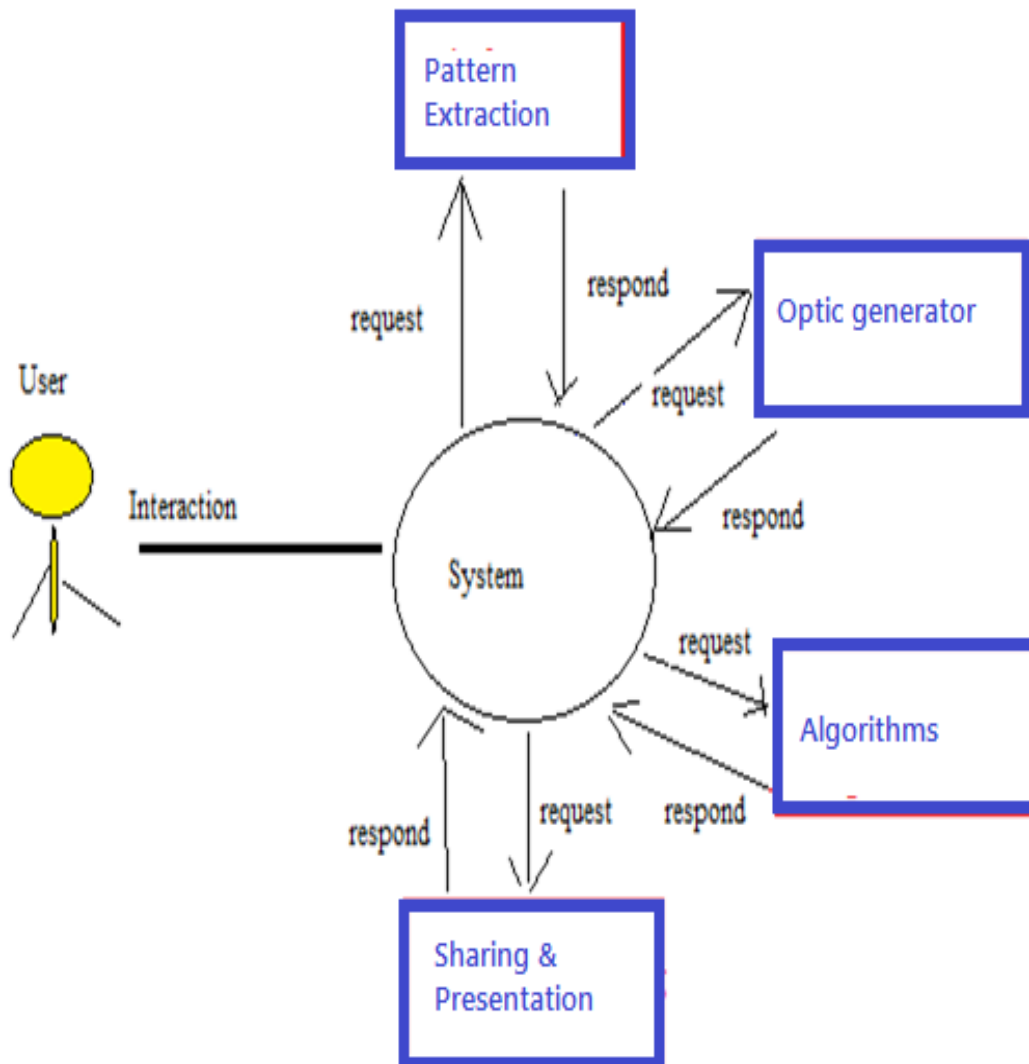 Pattern
Extraction
respond
request
Optic generator
User
request
Interaction
respond
System
request
Algorithms
respond
request
respond
Sharing &
Presentation